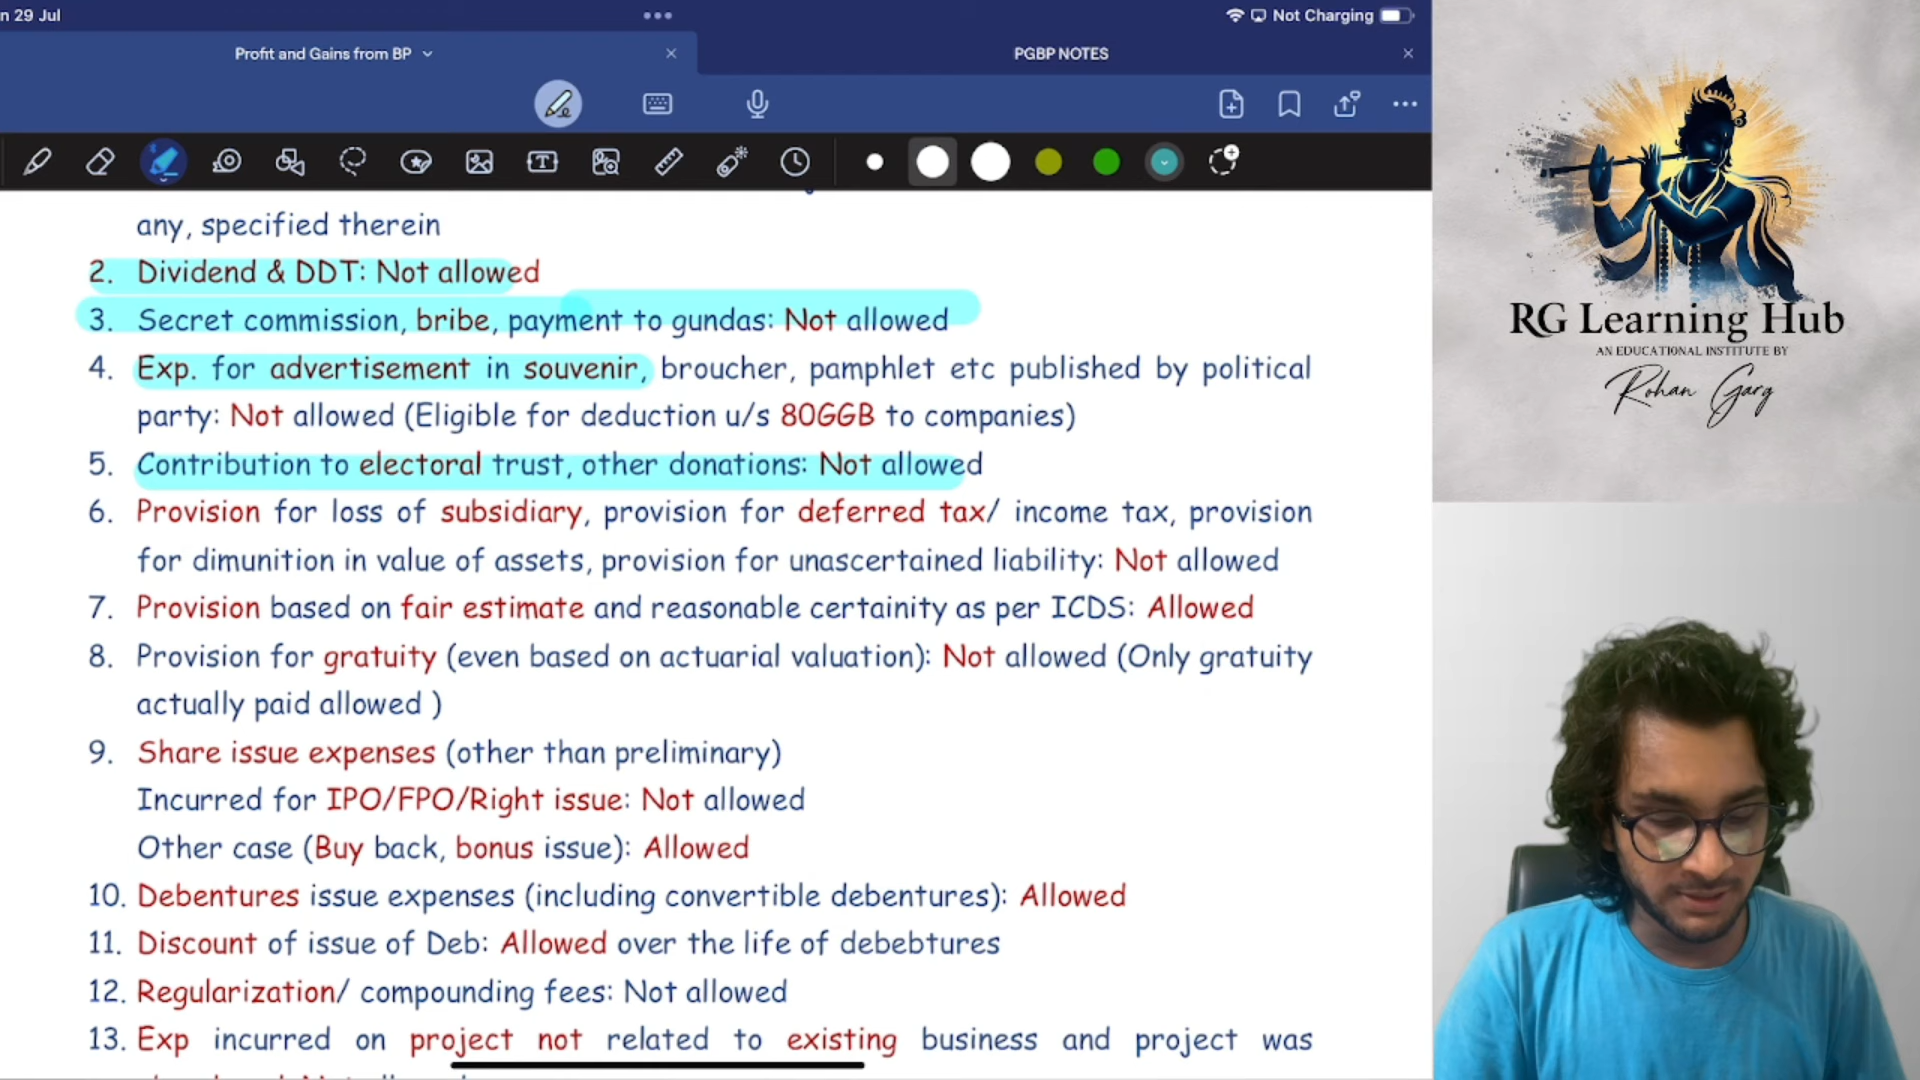 n 29 Jul
Not Charging
Profit and Gains from BP
PGBP NOTES
any, specified therein
2. Dividend & DDT: Not allowed
3. Secret commission, bribe, payment to gundas: Not allowed
4. Exp. for advertisement in souvenir, broucher, pamphlet etc published by political
party: Not allowed (Eligible for deduction u/s 80GGB to companies)
5. Contribution to electoral trust, other donations: Not allowed
6. Provision for loss of subsidiary, provision for deferred tax/ income tax, provision
for dimunition in value of assets, provision for unascertained liability: Not allowed
7. Provision based on fair estimate and reasonable certainity as per ICDS: Allowed
8. Provision for gratuity (even based on actuarial valuation): Not allowed (Only gratuity
actually paid allowed )
9. Share issue expenses (other than preliminary)
Incurred for IPO/FPO/Right issue: Not allowed
Other case (Buy back, bonus issue): Allowed
10. Debentures issue expenses (including convertible debentures): Allowed
11. Discount of issue of Deb: Allowed over the life of debebtures
12. Regularization/ compounding fees: Not allowed
13. Exp incurred on project not related to existing business and project was
RG Learning Hub
AN EDUCATIONAL INSTITUTE BY
Rohan Garg